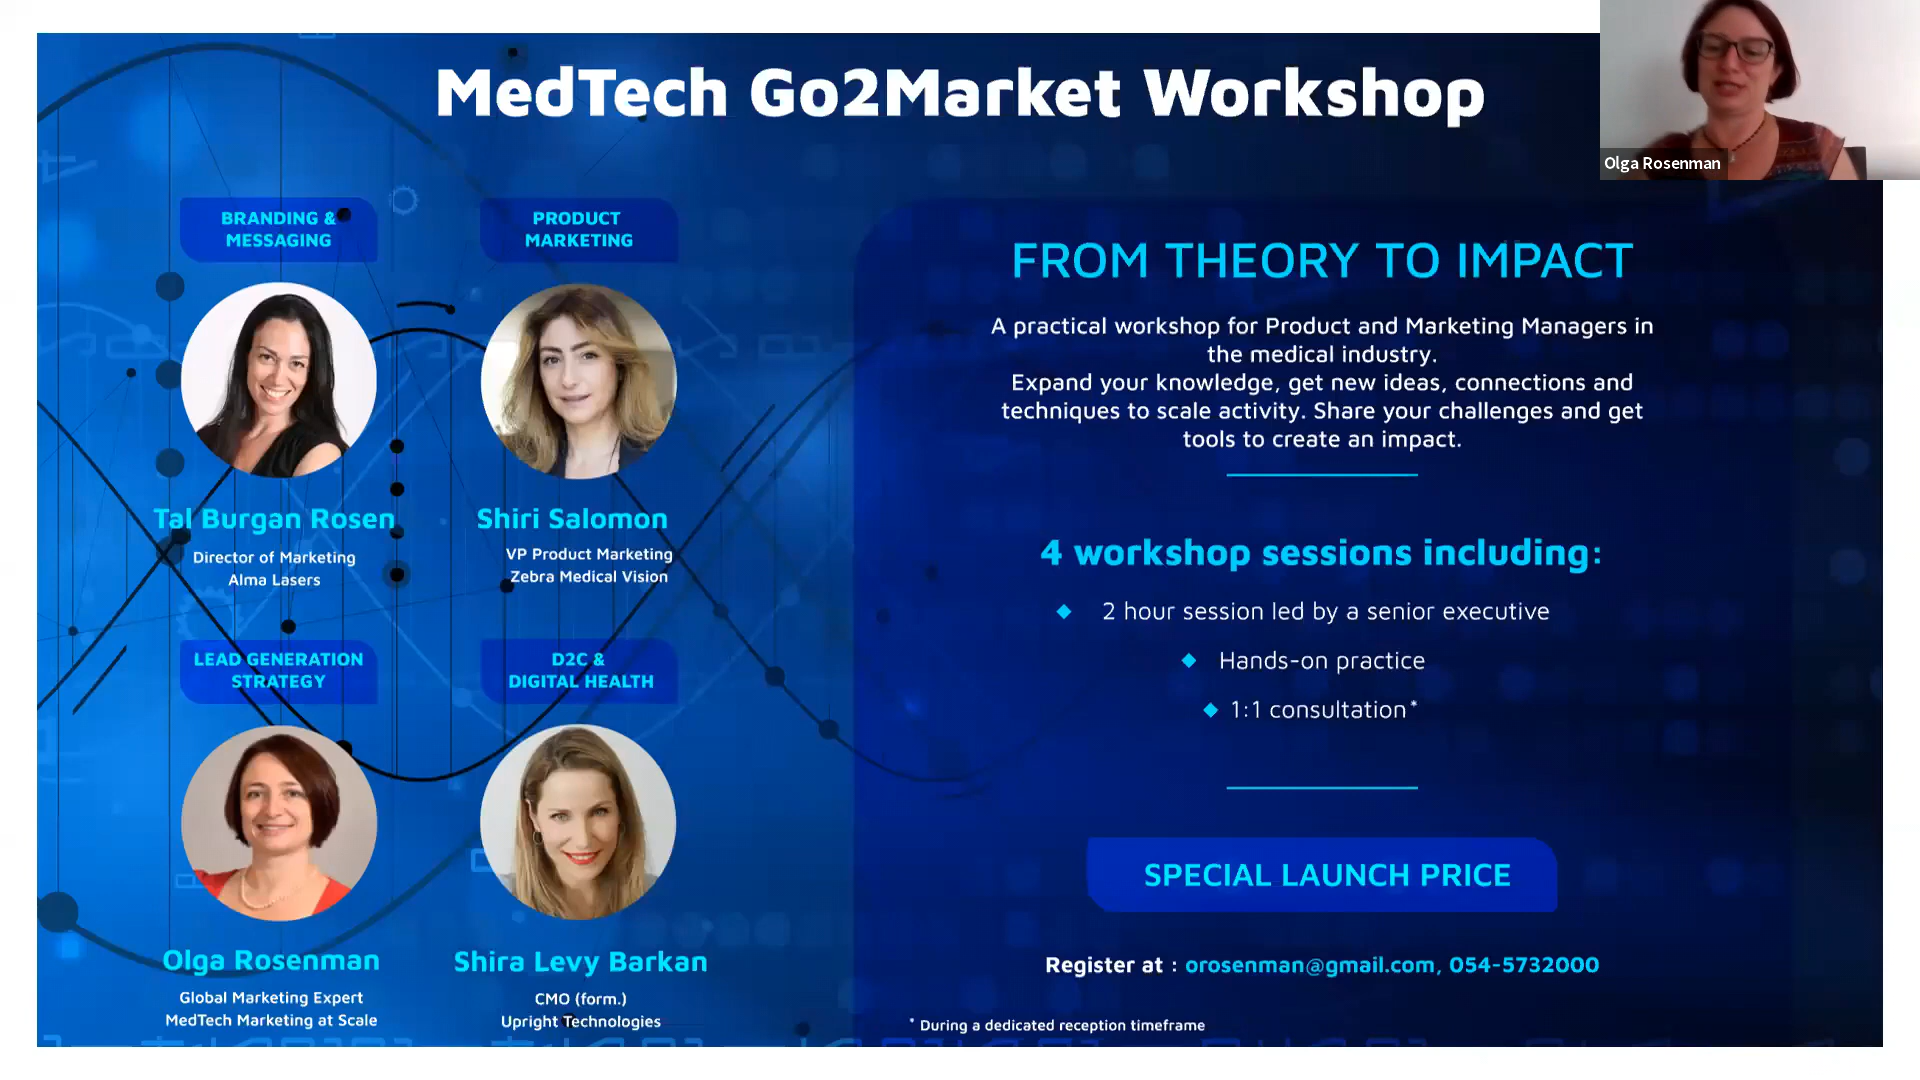 MedTech Go2Market Workshop
Olga Rosenman
BRANDING &
MESSAGING
PRODUCT
MARKETING
Tal Burgan Rosen
Director of Marketing
Alma Lasers
Shiri Salomon
VP Product Marketing
Zebra Medical Vision
LEAD GENERATION
STRATEGY
D2C &
DIGITAL HEALTH
Olga Rosenman
Global Marketing Expert
MedTech Marketing at Scale
Shira Levy Barkan
CMO (form.)
Upright Technologies
FROM THEORY TO IMPACT
A practical workshop for Product and Marketing Managers in
the medical industry.
Expand your knowledge, get new ideas, connections and
techniques to scale activity. Share your challenges and get
tools to create an impact.
4 workshop sessions including:
2 hour session led by a senior executive
Hands-on practice
1:1 consultation*
SPECIAL LAUNCH PRICE
Register at : orosenman@gmail.com, 054-5732000
* During a dedicated reception timeframe